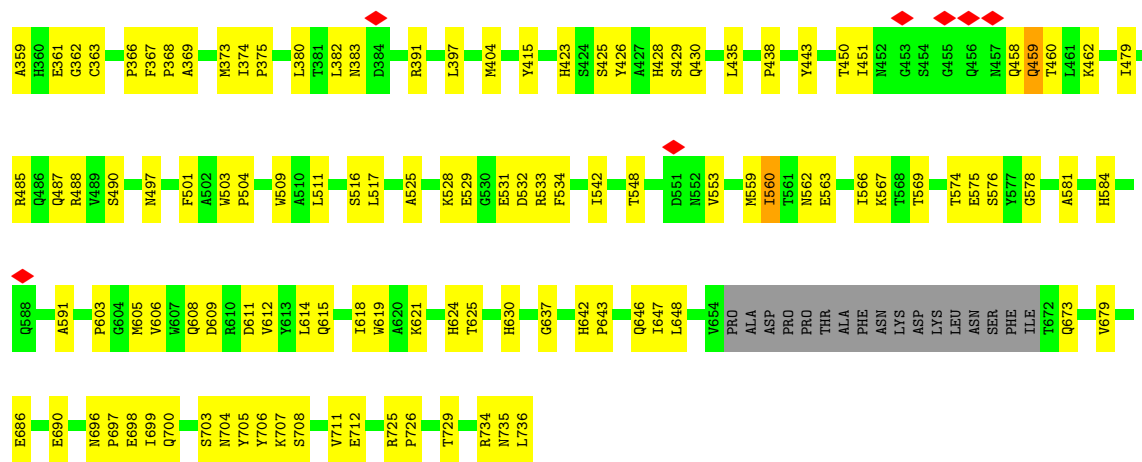 A359 H360 E361 G362 C363 P366 F367 P368 A369 M373 I374 P375 L380 T381 L382 N383 D384 R391 L397 M404 Y415 H423 S424 S425 Y426 A427 H428 S429 Q430 L435 P438 Y443 T450 I451 N452 G453 S454 G455 Q456 N457 Q458 Q459 T460 L461 K462 I479
R485 Q486 Q487 R488 V489 S490 N497 F501 A502 W503 P504 W509 A510 L511 S516 L517 A525 K528 E529 G530 E531 D532 R533 F534 I542 T548 D551 N552 V553 M559 I560 T561 N562 E563 I566 K567 T568 T569 T574 E575 S576 Y577 G578 A581 H584
Q588 A591 P603 G604 M605 V606 W607 Q608 D609 R610 D611 V612 Y613 L614 Q615 I618 W619 A620 K621 H624 T625 H630 G637 H642 P643 Q646 I647 L648 V654 PRO ALA ASP PRO PRO THR ALA PHE ASN LYS ASP LYS LEU ASN SER PHE ILE T672 Q673 V679
E686 E690 N696 P697 E698 I699 Q700 S703 N704 Y705 Y706 K707 S708 V711 E712 R725 P726 T729 R734 N735 L736